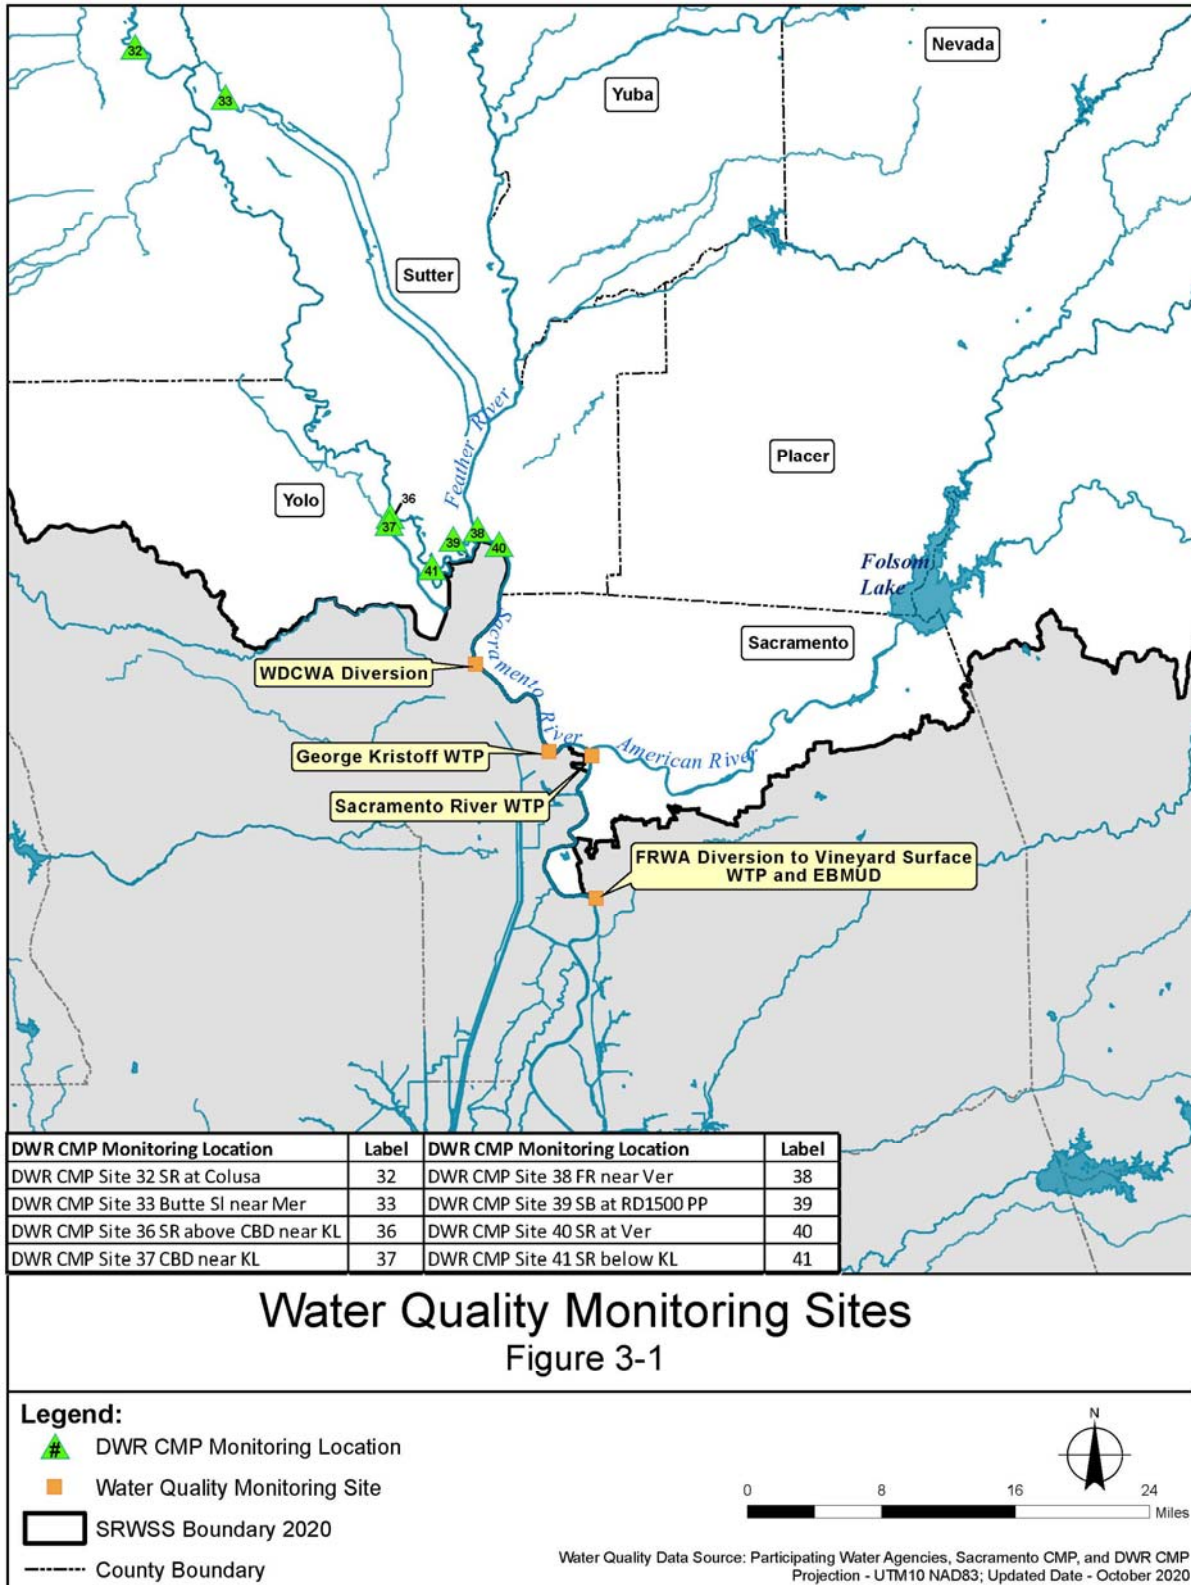 32
33
Yuba
Nevada
Sutter
Feather River
Placer
Yolo
36
37
39
38
40
41
Folsom
Lake
Sacramento
Sacramento River
WDCWA Diversion
George Kristoff WTP
American River
Sacramento River WTP
FRWA Diversion to Vineyard Surface
WTP and EBMUD
DWR CMP Monitoring Location Label DWR CMP Monitoring Location Label
DWR CMP Site 32 SR at Colusa 32 DWR CMP Site 38 FR near Ver 38
DWR CMP Site 33 Butte Sl near Mer 33 DWR CMP Site 39 SB at RD1500 PP 39
DWR CMP Site 36 SR above CBD near KL 36 DWR CMP Site 40 SR at Ver 40
DWR CMP Site 37 CBD near KL 37 DWR CMP Site 41 SR below KL 41
Water Quality Monitoring Sites
Figure 3-1
Legend:
# DWR CMP Monitoring Location
Water Quality Monitoring Site
SRWSS Boundary 2020
County Boundary
N
0 8 16 24
Miles
Water Quality Data Source: Participating Water Agencies, Sacramento CMP, and DWR CMP
Projection - UTM10 NAD83; Updated Date - October 2020